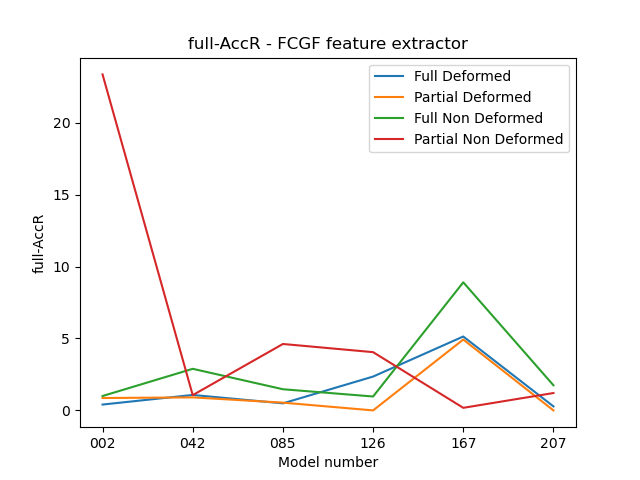 full-AccR - FCGF feature extractor
Full Deformed
Partial Deformed
Full Non Deformed
Partial Non Deformed
full-AccR
20
15
10
5
0
002 042 085 126 167 207
Model number